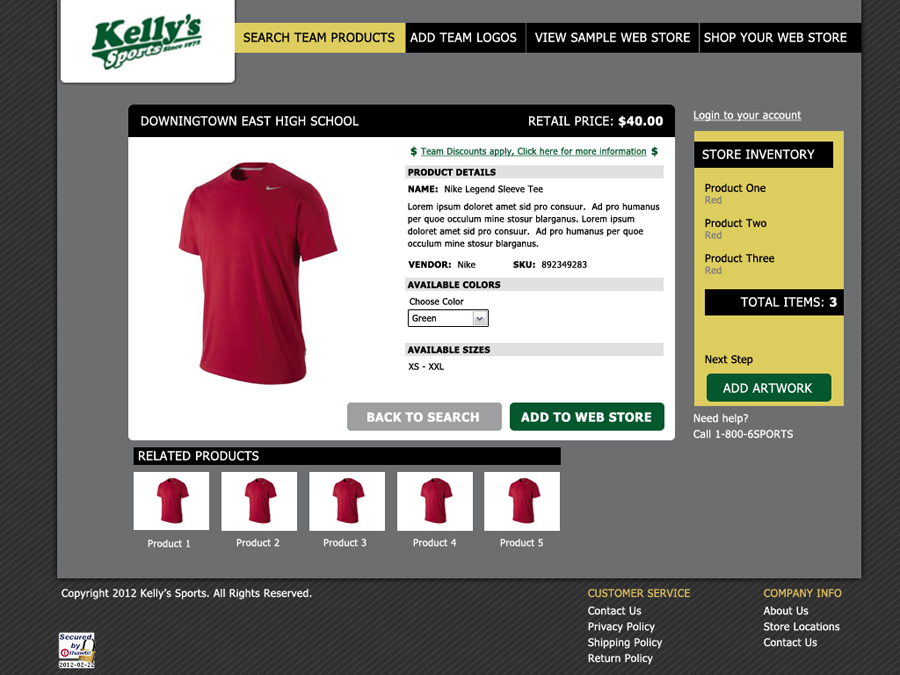 Kelly's
Sports Since 1975
SEARCH TEAM PRODUCTS
ADD TEAM LOGOS
VIEW SAMPLE WEB STORE
SHOP YOUR WEB STORE
DOWNINGTOWN EAST HIGH SCHOOL
RETAIL PRICE: $40.00
$ Team Discounts apply, Click here for more information $
PRODUCT DETAILS
NAME: Nike Legend Sleeve Tee
Lorem ipsum doloret amet sid pro consuur. Ad pro humanus
per quoe occulum mine stosur blarganus. Lorem ipsum
doloret amet sid pro consuur. Ad pro humanus per quoe
occulum mine stosur blarganus.
VENDOR: Nike
SKU: 892349283
AVAILABLE COLORS
Choose Color
Green
AVAILABLE SIZES
XS - XXL
BACK TO SEARCH
ADD TO WEB STORE
Login to your account
STORE INVENTORY
Product One
Red
Product Two
Red
Product Three
Red
TOTAL ITEMS: 3
Next Step
ADD ARTWORK
Need help?
Call 1-800-6SPORTS
RELATED PRODUCTS
Product 1
Product 2
Product 3
Product 4
Product 5
Copyright 2012 Kelly's Sports. All Rights Reserved.
Secured
by
thawte
2012-02-22
CUSTOMER SERVICE
Contact Us
Privacy Policy
Shipping Policy
Return Policy
COMPANY INFO
About Us
Store Locations
Contact Us